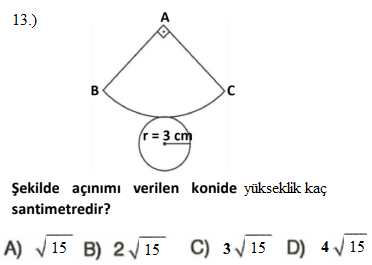 13.)
A
B
C
r = 3 cm
Şekilde açınımı verilen konide yükseklik kaç
santimetredir?
A) √15 B) 2√15 C) 3√15 D) 4√15